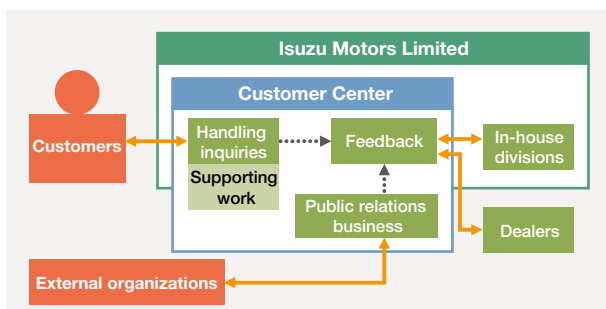 Isuzu Motors Limited
Customer Center
Customers
Handling
inquiries
Supporting
work
Feedback
In-house
divisions
Public relations
business
Dealers
External organizations